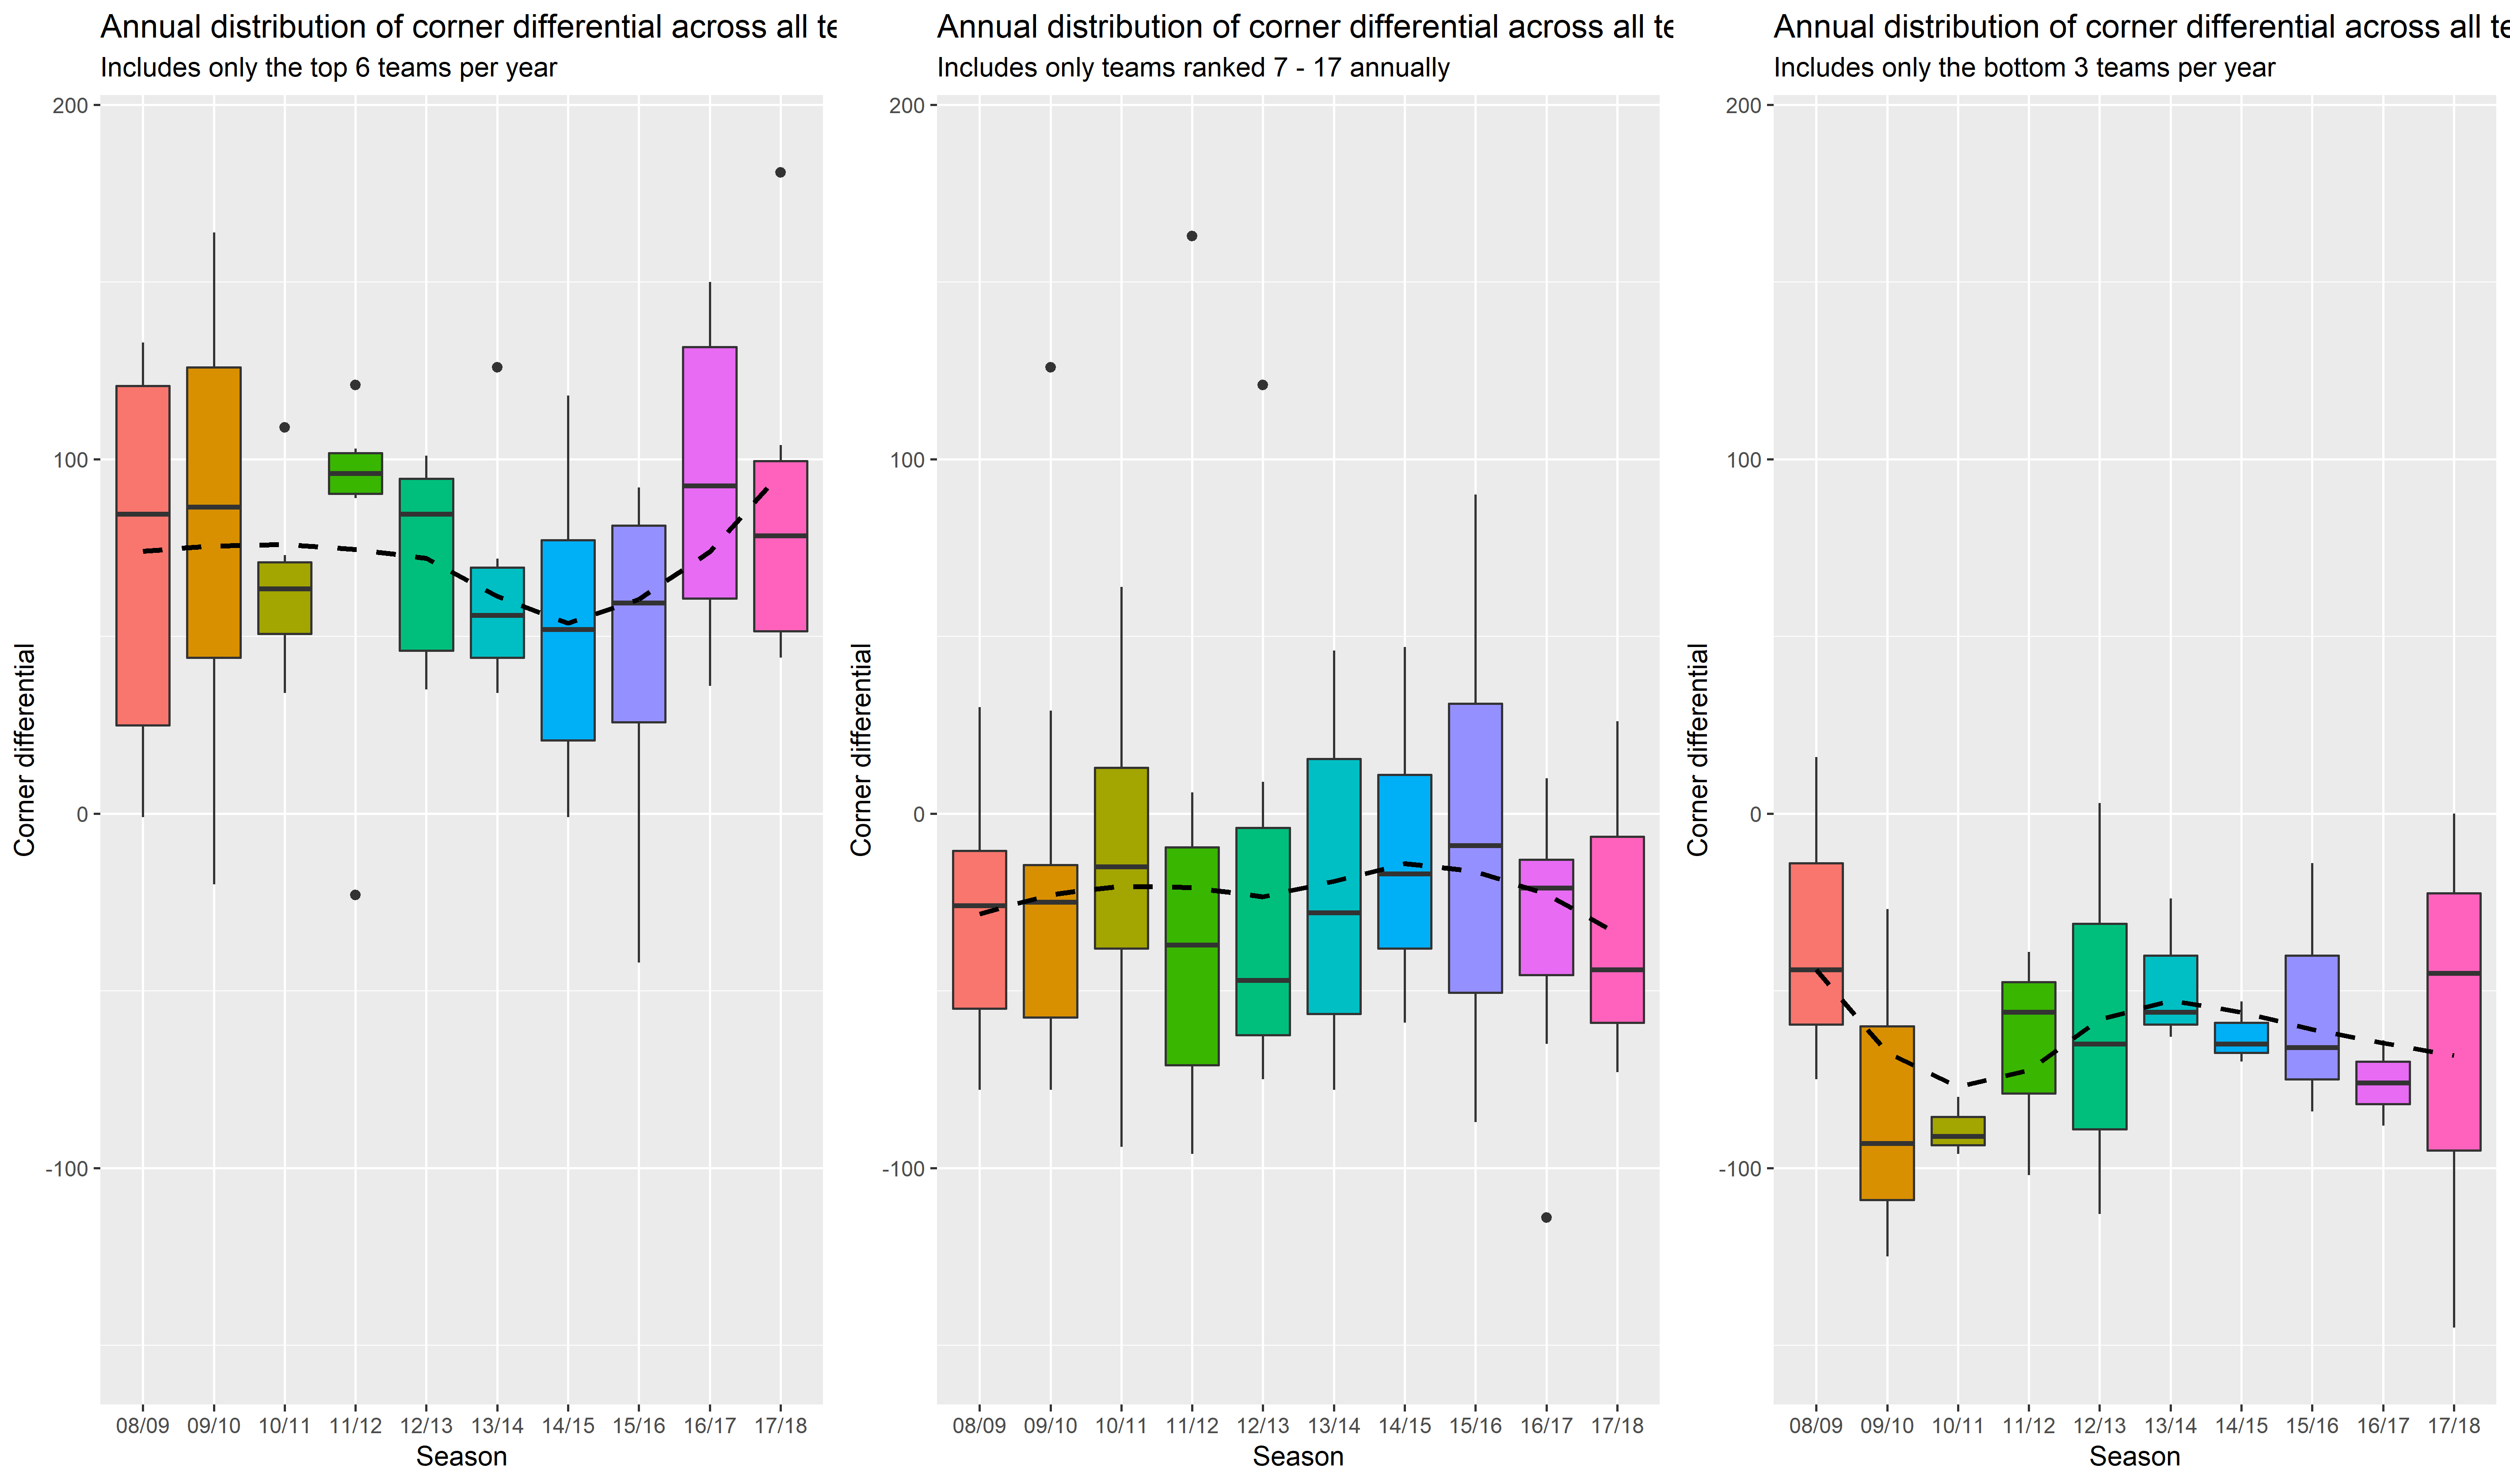 Annual distribution of corner differential across all te
Includes only the top 6 teams per year
Corner differential
200
100
0
-100
08/09 09/10 10/11 11/12 12/13 13/14 14/15 15/16 16/17 17/18
Season
Annual distribution of corner differential across all te
Includes only teams ranked 7 - 17 annually
Corner differential
200
100
0
-100
08/09 09/10 10/11 11/12 12/13 13/14 14/15 15/16 16/17 17/18
Season
Annual distribution of corner differential across all te
Includes only the bottom 3 teams per year
Corner differential
200
100
0
-100
08/09 09/10 10/11 11/12 12/13 13/14 14/15 15/16 16/17 17/18
Season